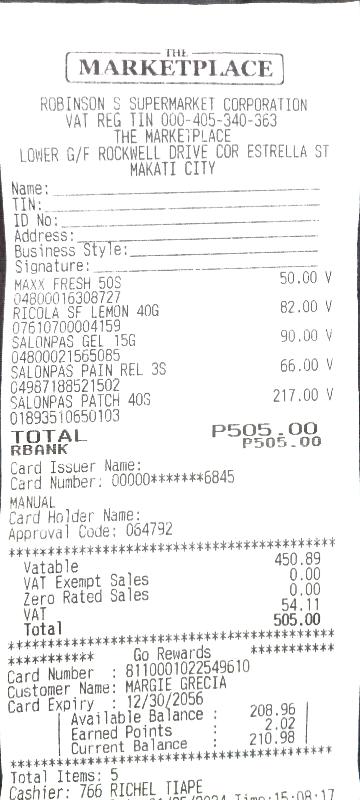 THE
MARKETPLACE
ROBINSON S SUPERMARKET CORPORATION
VAT REG TIN 000-405-340-363
THE MARKETPLACE
LOWER G/F ROCKWELL DRIVE COR ESTRELLA ST
MAKATI CITY
Name:
TIN:
ID No:
Address:
Business Style:
Signature:
MAXX FRESH 50S 50.00 V
04800016308727
RICOLA SF LEMON 40G 82.00 V
07610700004159
SALONPAS GEL 15G 90.00 V
04800021565085
SALONPAS PAIN REL 3S 66.00 V
04987188521502
SALONPAS PATCH 40S 217.00 V
01893510650103
TOTAL P505.00
RBANK P505.00
Card Issuer Name:
Card Number: 00000*******6845
MANUAL
Card Holder Name:
Approval Code: 064792
****************************************
Vatable 450.89
VAT Exempt Sales 0.00
Zero Rated Sales 0.00
VAT 54.11
Total 505.00
****************************************
*********** Go Rewards **********
Card Number : 8110001022549610
Customer Name: MARGIE GRECIA
Card Expiry : 12/30/2056
| Available Balance : 208.96 |
| Earned Points : 2.02 |
| Current Balance : 210.98 |
****************************************
Total Items: 5
Cashier: 766 RICHEL TIAPE
Time:15:08:17